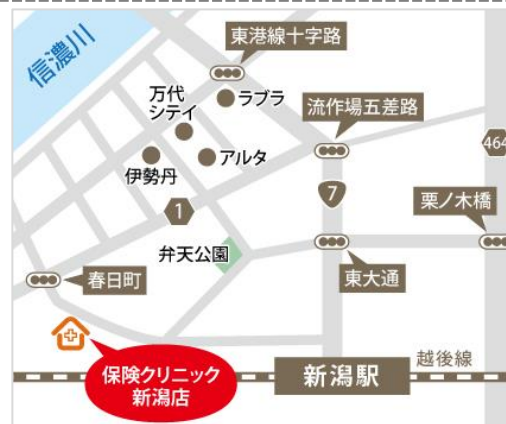 信濃川
東港線十字路
ラブラ
万代
シテイ
流作場五差路
アルタ
伊勢丹
464
7
栗ノ木橋
1
弁天公園
東大通
春日町
保険クリニック
新潟店
新潟駅
越後線